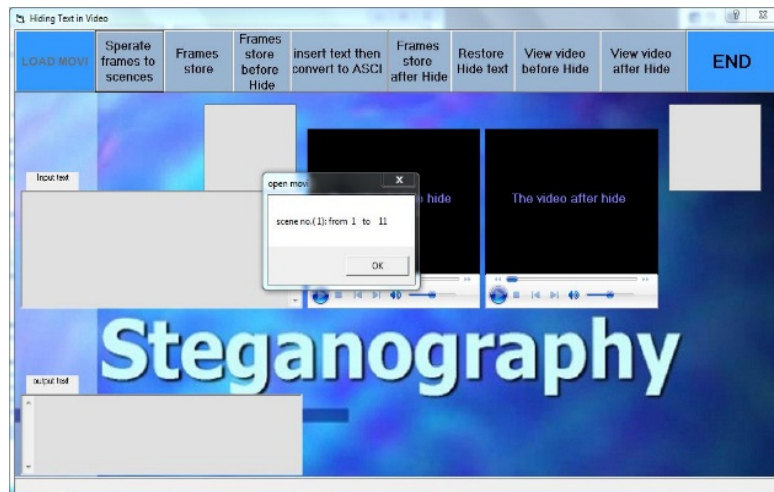 Hiding Text in Video
LOAD MOVI
Sperate
frames to
scences
Frames
store
Frames
store
before
Hide
insert text then
convert to ASCI
Frames
store
after Hide
Restore
Hide text
View video
before Hide
View video
after Hide
END
Input text
open movi
x
scene no.(1): from 1 to 11
OK
hide
The video after hide
Steganography
output text